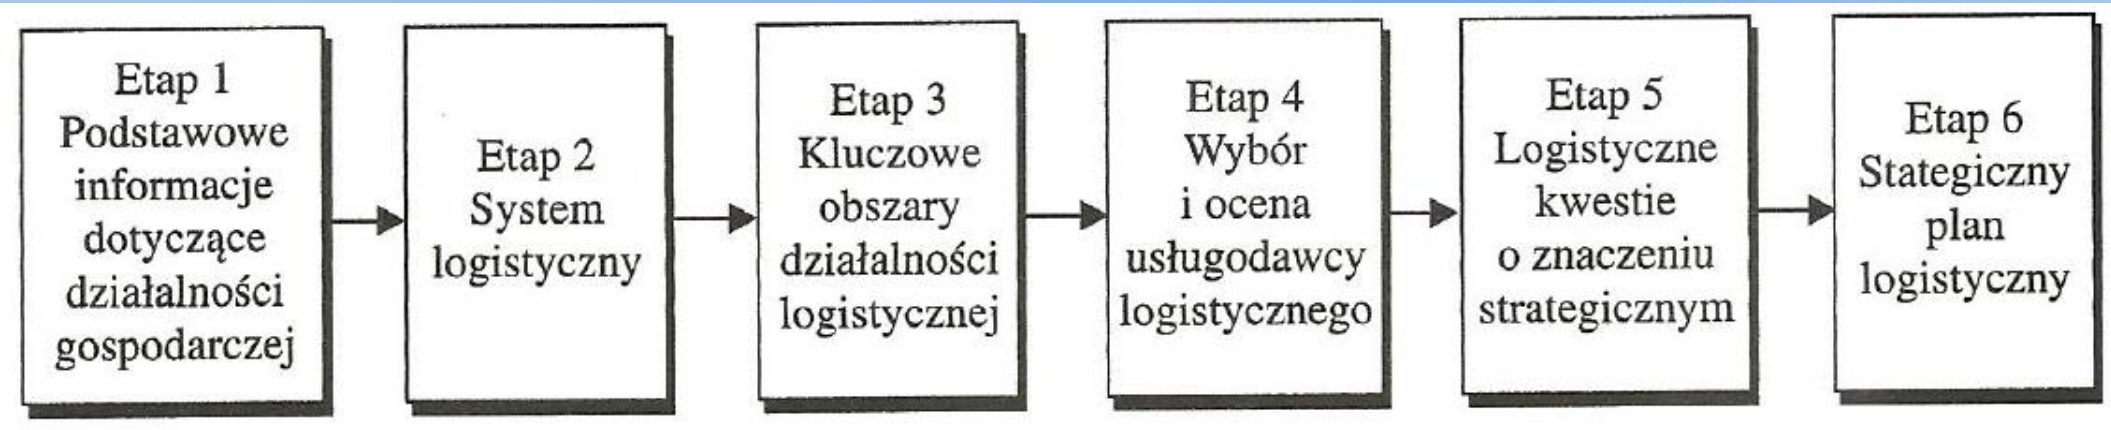 Etap 1
Podstawowe
informacje
dotyczące
działalności
gospodarczej
Etap 2
System
logistyczny
Etap 3
Kluczowe
obszary
działalności
logistycznej
Etap 4
Wybór
i ocena
usługodawcy
logistycznego
Etap 5
Logistyczne
kwestie
o znaczeniu
strategicznym
Etap 6
Stategiczny
plan
logistyczny